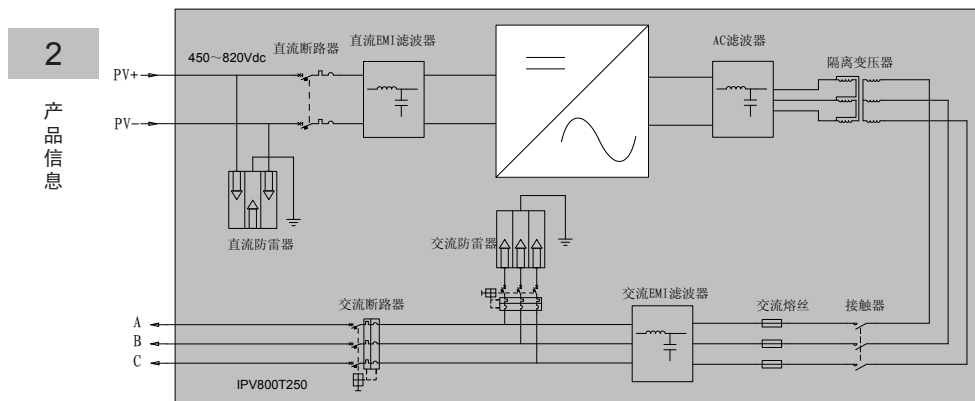 2
产品信息
450～820Vdc
直流断路器
直流EMI滤波器
AC滤波器
隔离变压器
PV+
PV-
直流防雷器
交流防雷器
交流断路器
交流EMI滤波器
交流熔丝
接触器
A
B
C
IPV800T250